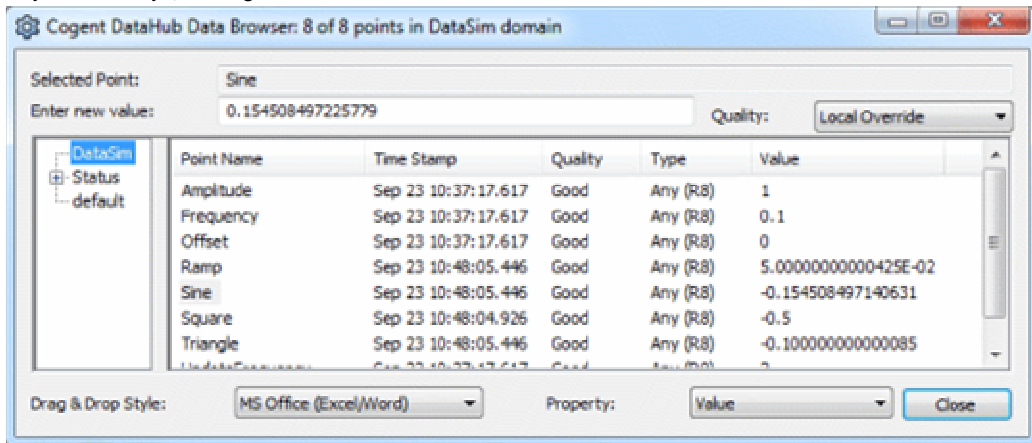 Cogent DataHub Data Browser: 8 of 8 points in DataSim domain
Selected Point: Sine
Enter new value: 0.154508497225779 Quality: Local Override
DataSim
Status
default
Point Name Time Stamp Quality Type Value
Amplitude Sep 23 10:37:17.617 Good Any (R8) 1
Frequency Sep 23 10:37:17.617 Good Any (R8) 0.1
Offset Sep 23 10:37:17.617 Good Any (R8) 0
Ramp Sep 23 10:48:05.446 Good Any (R8) 5.00000000000425E-02
Sine Sep 23 10:48:05.446 Good Any (R8) -0.154508497140631
Square Sep 23 10:48:04.926 Good Any (R8) -0.5
Triangle Sep 23 10:48:05.446 Good Any (R8) -0.100000000000085
Drag & Drop Style: MS Office (Excel/Word) Property: Value Close